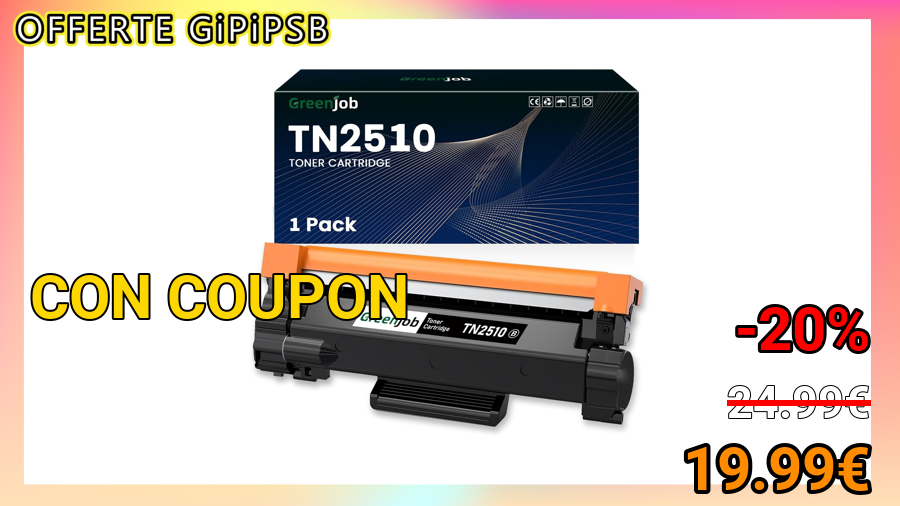 OFFERTE GiPiPSB
Greenjob
Greenjob
TN2510
TONER CARTRIDGE
1 Pack
CON COUPON
Greenjob Toner Cartridge TN2510 B
-20%
24.99€
19.99€